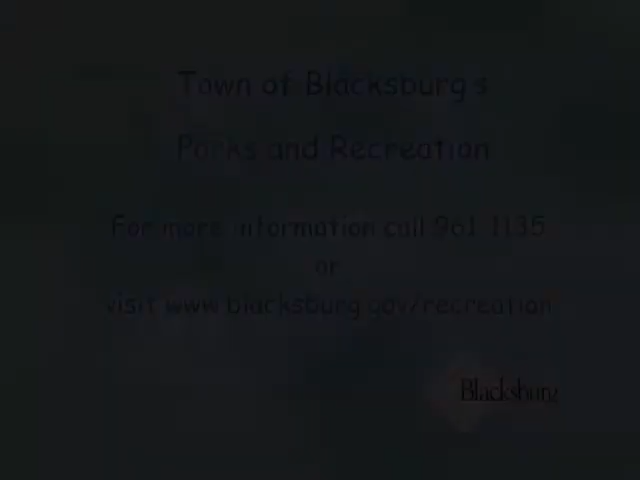 Town of Blacksburg's
Parks and Recreation
For more information call 961-1135
or
visit www.blacksburg.gov/recreation
Blacksburg